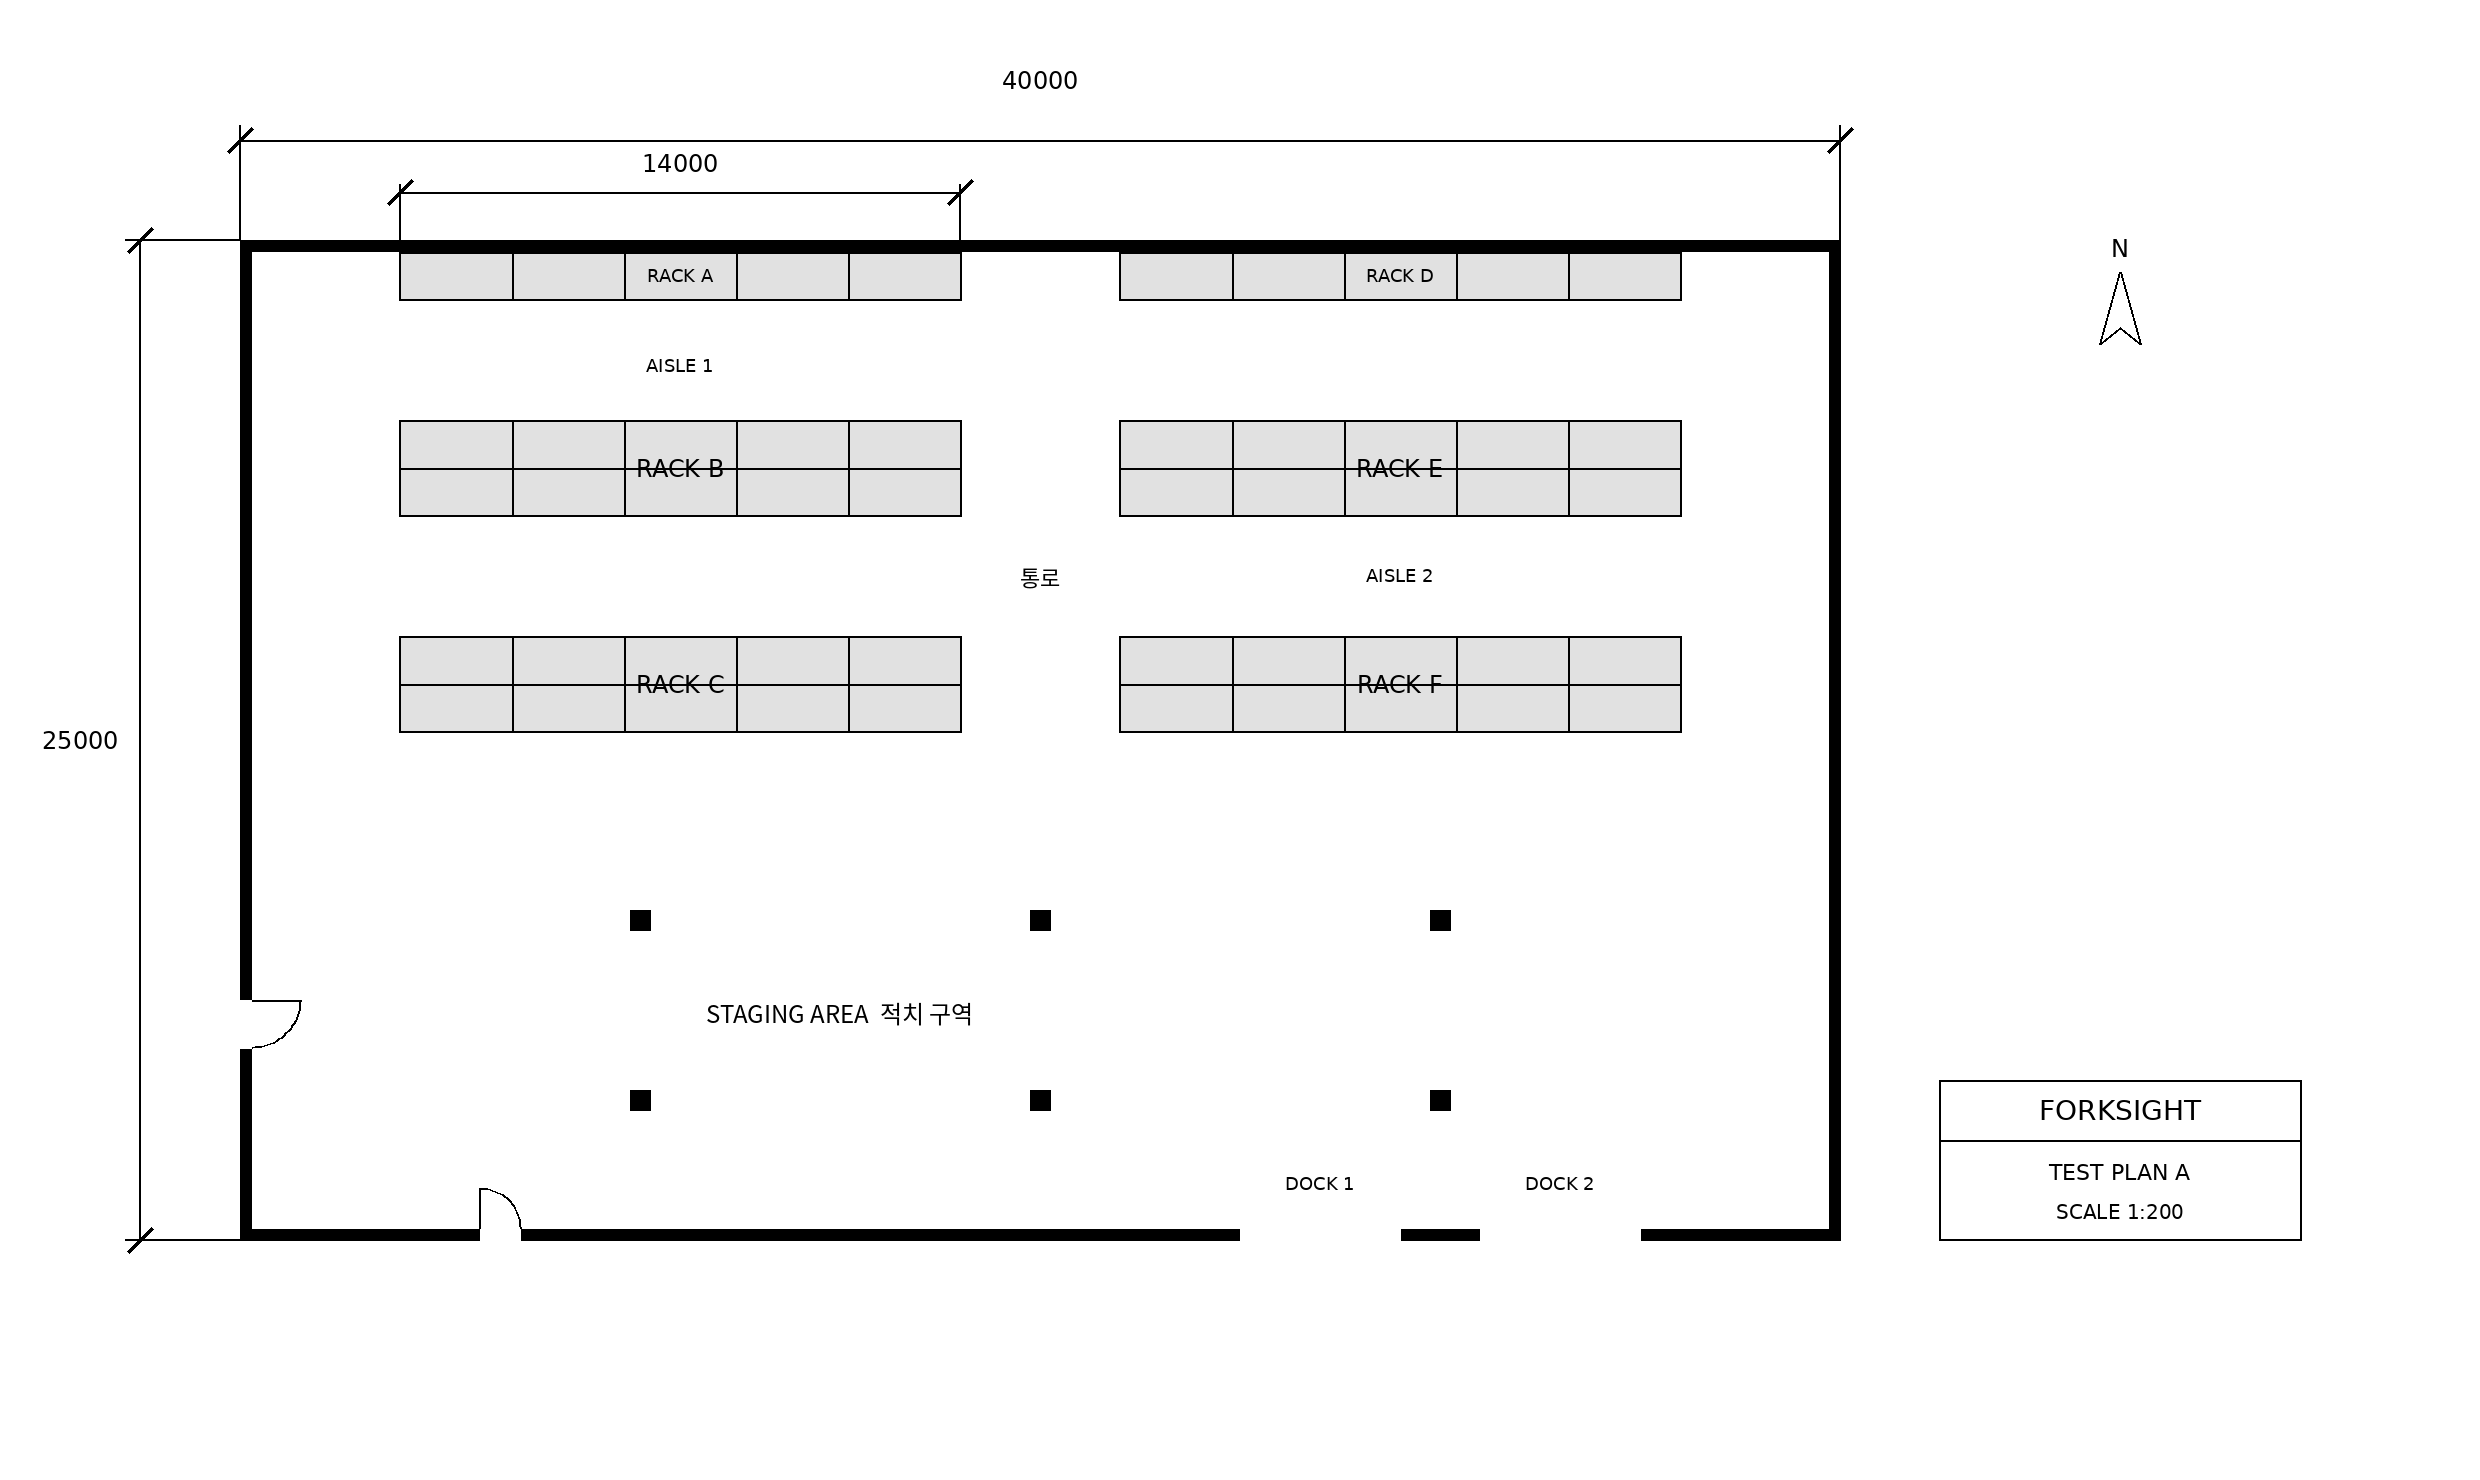 40000
14000
N
RACK A
RACK D
AISLE 1
RACK B
RACK E
통로
AISLE 2
RACK C
RACK F
25000
STAGING AREA 적치 구역
DOCK 1
DOCK 2
FORKSIGHT
TEST PLAN A
SCALE 1:200